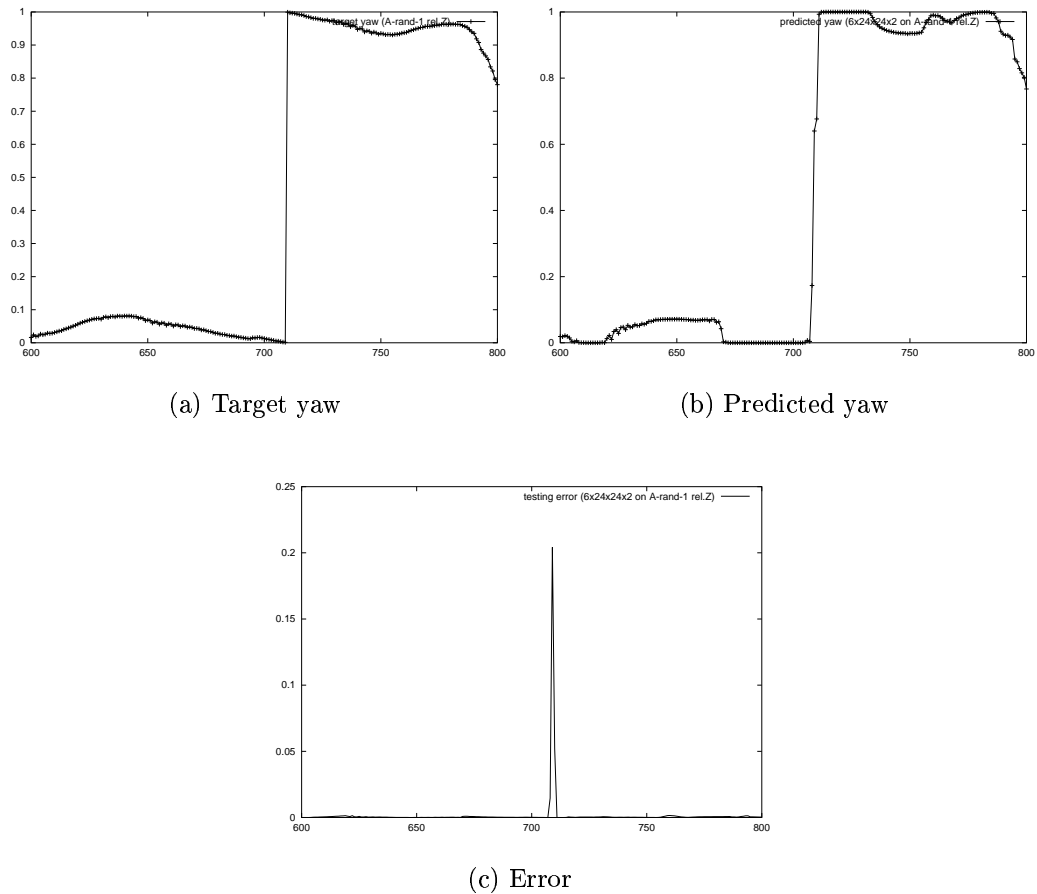 target yaw (A-rand-1 rel.Z)
1
0.9
0.8
0.7
0.6
0.5
0.4
0.3
0.2
0.1
0
600 650 700 750 800
(a) Target yaw
predicted yaw (6x24x24x2 on A-rand-1 rel.Z)
1
0.8
0.6
0.4
0.2
0
600 650 700 750 800
(b) Predicted yaw
testing error (6x24x24x2 on A-rand-1 rel.Z)
0.25
0.2
0.15
0.1
0.05
0
600 650 700 750 800
(c) Error